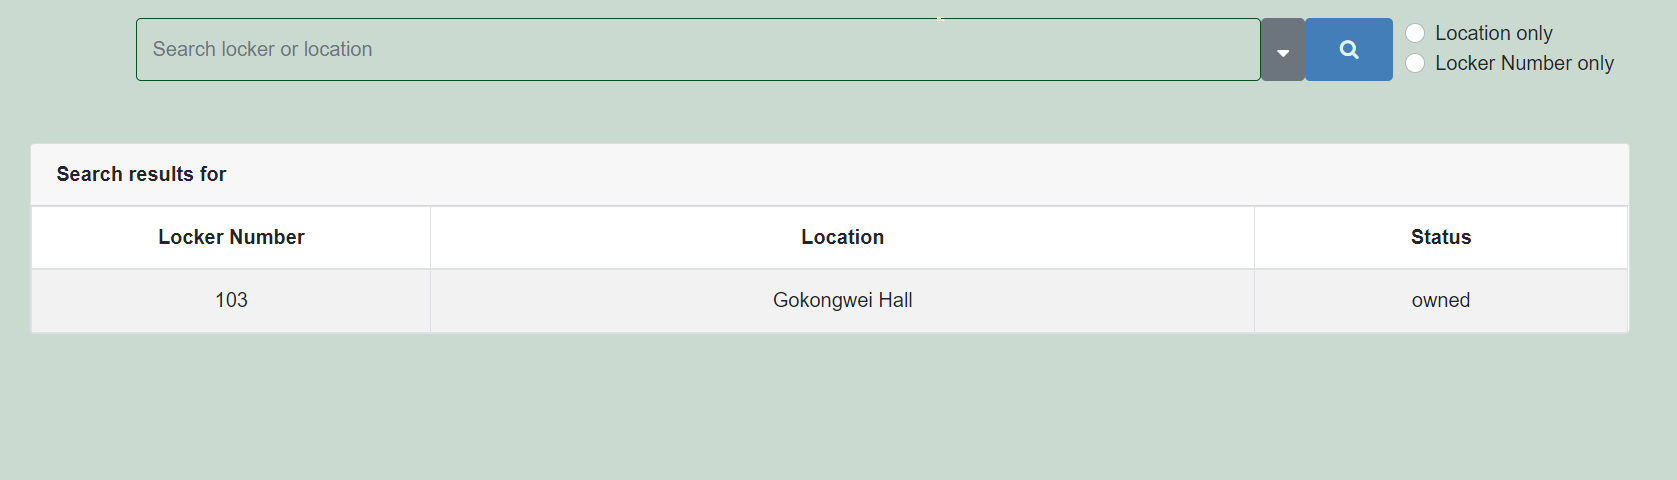 Search locker or location
Location only
Locker Number only
Search results for
Locker Number Location Status
103 Gokongwei Hall owned